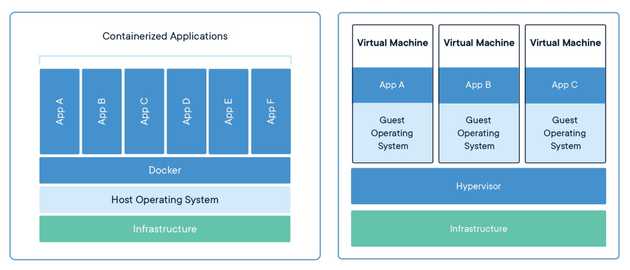 Containerized Applications
App A
App B
App C
App D
App E
App F
Docker
Host Operating System
Infrastructure
Virtual Machine
App A
Guest
Operating
System
Virtual Machine
App B
Guest
Operating
System
Virtual Machine
App C
Guest
Operating
System
Hypervisor
Infrastructure